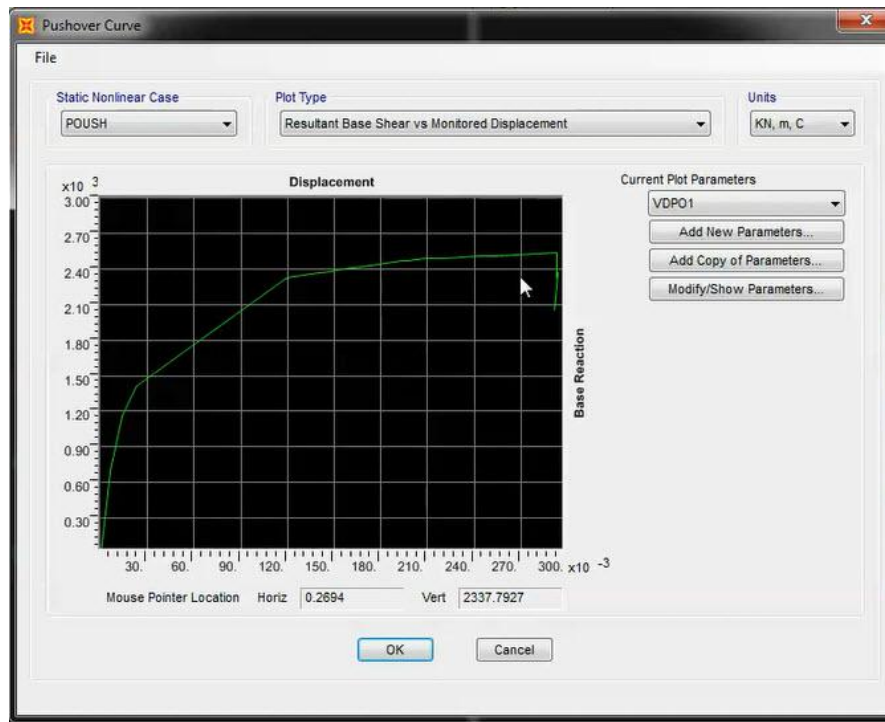 Pushover Curve
File
Static Nonlinear Case
Plot Type
Units
POUSH
Resultant Base Shear vs Monitored Displacement
KN, m, C
x10 3
Displacement
Current Plot Parameters
VDPO1
Add New Parameters...
Add Copy of Parameters...
Modify/Show Parameters...
3.00
2.70
2.40
2.10
1.80
1.50
1.20
0.90
0.60
0.30
Base Reaction
30. 60. 90. 120. 150. 180. 210. 240. 270. 300. x10 -3
Mouse Pointer Location Horiz 0.2694 Vert 2337.7927
OK
Cancel